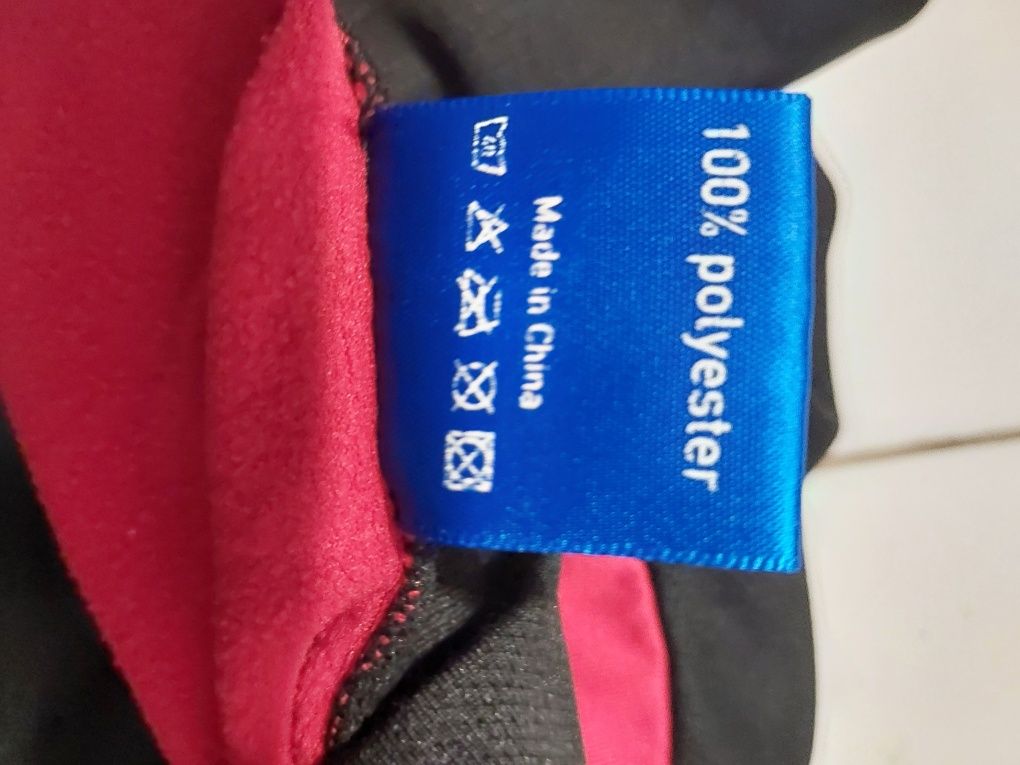 100% polyester
Made in China